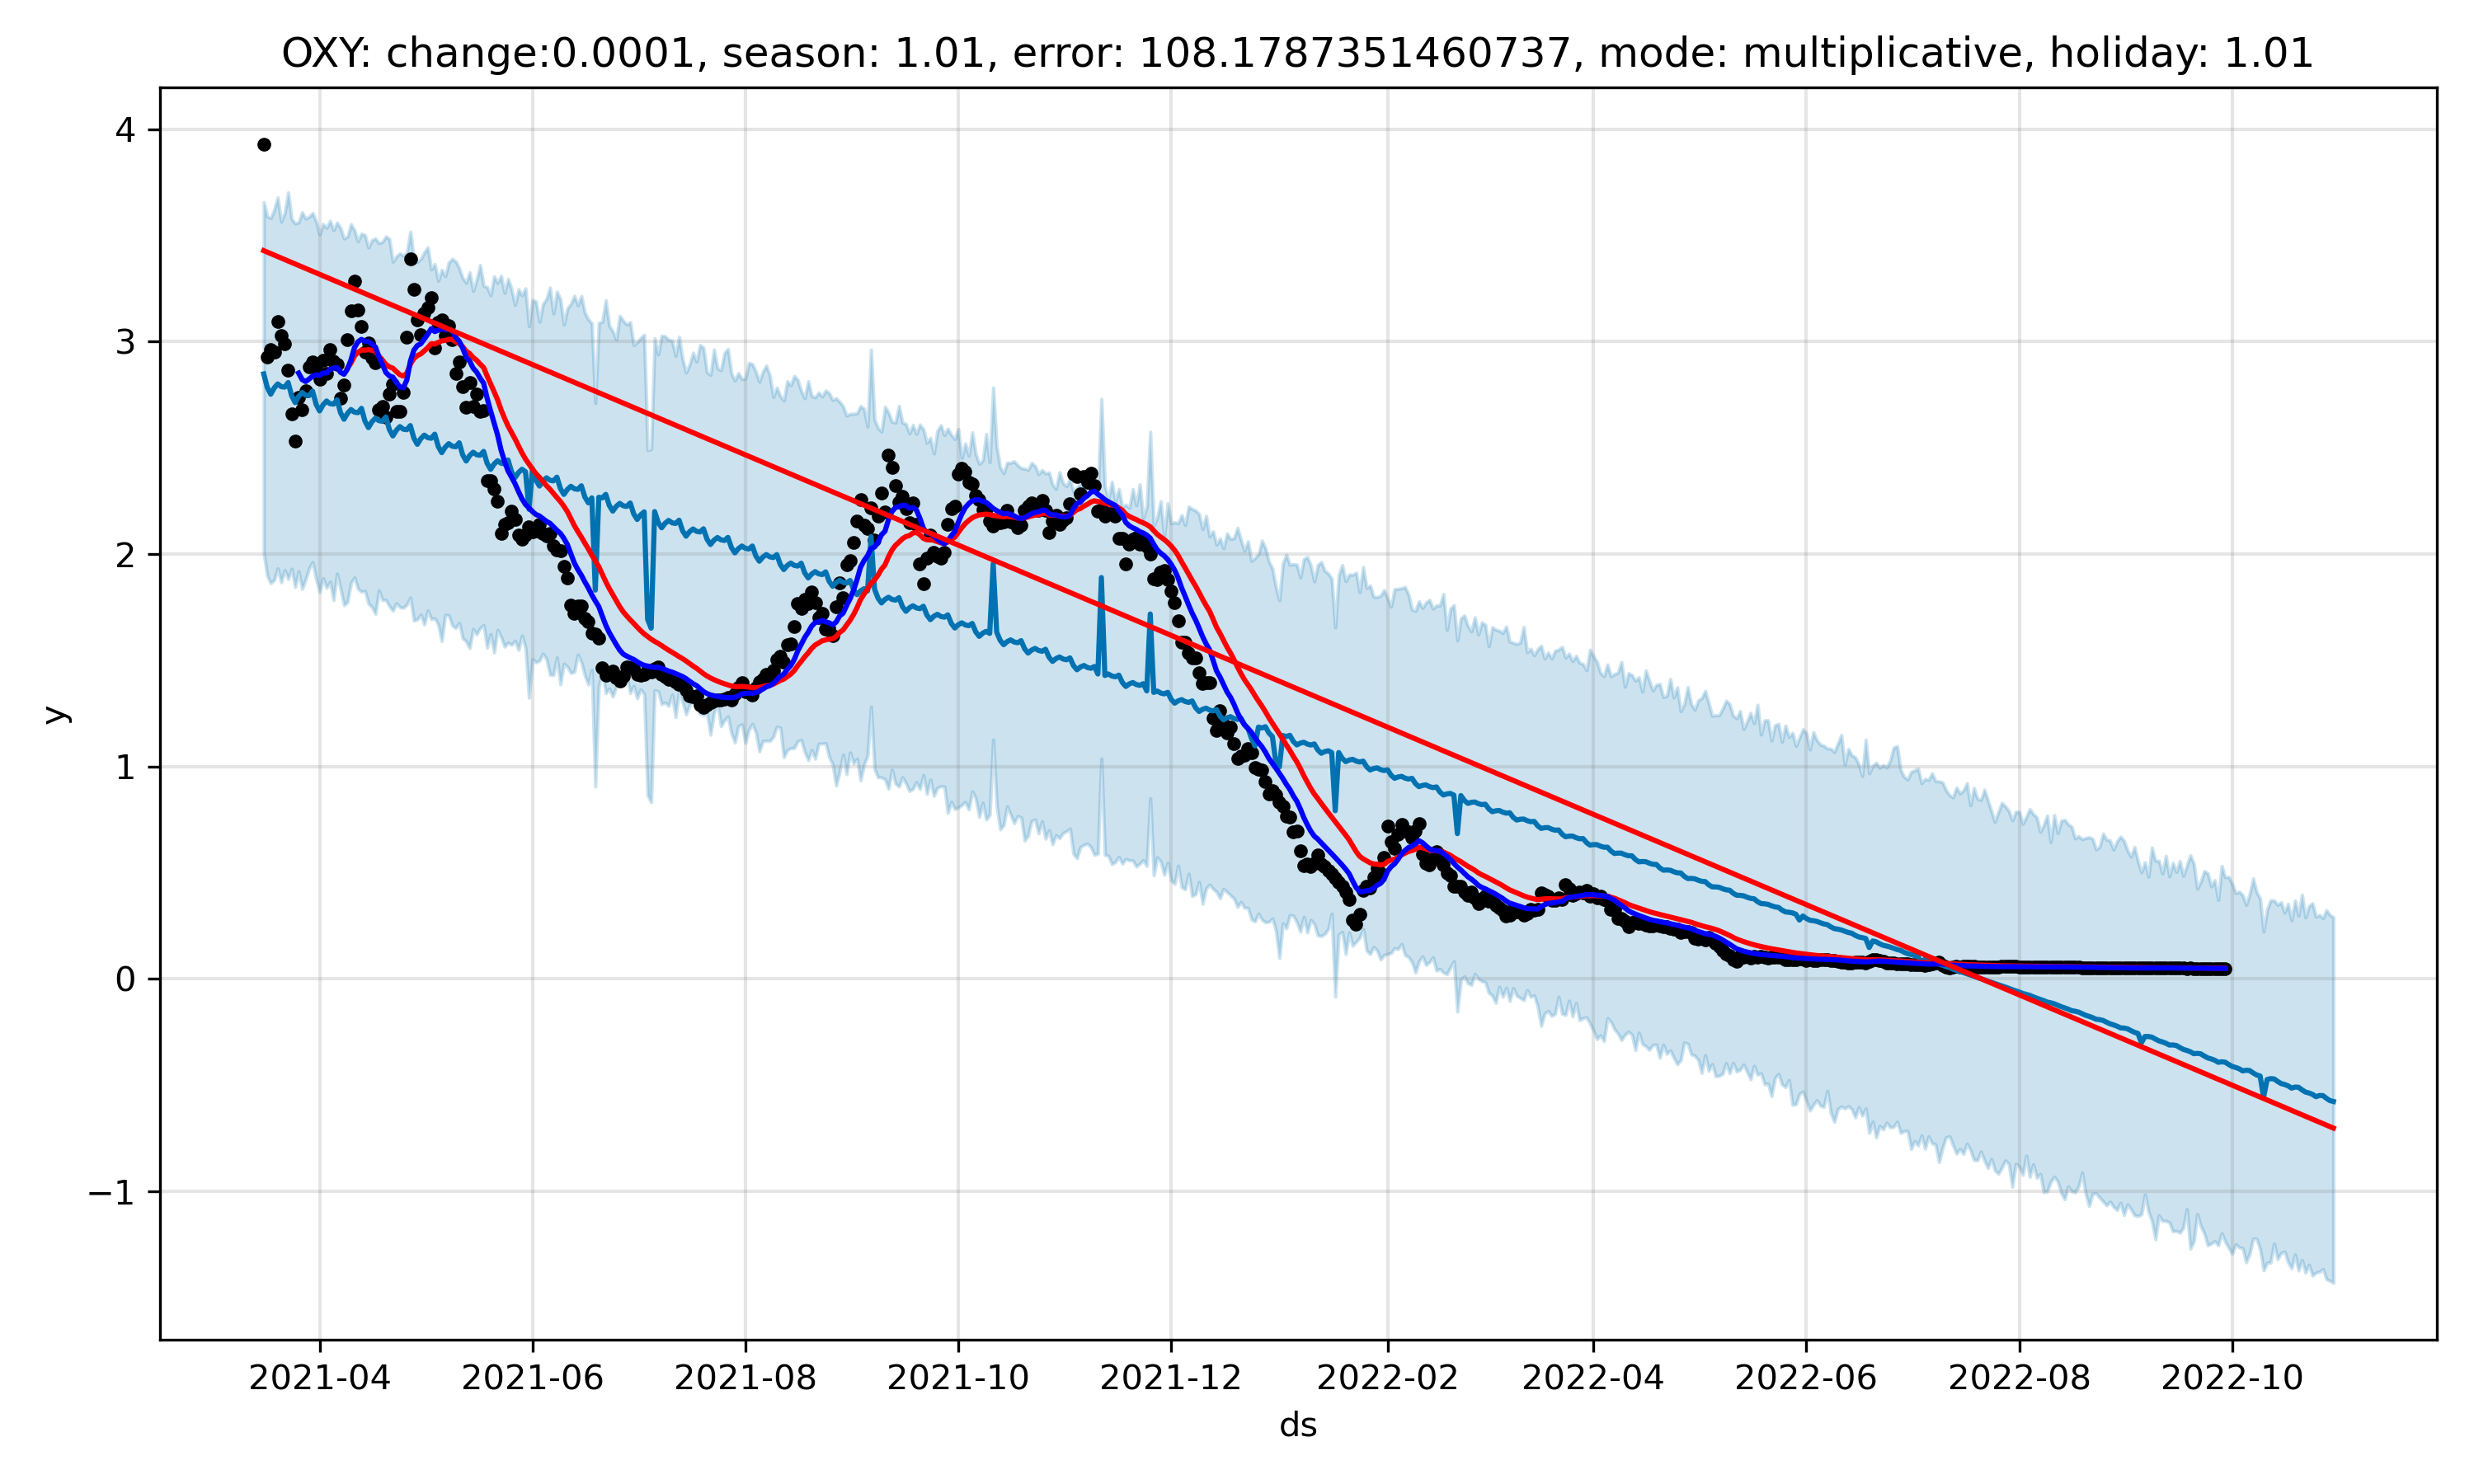 OXY: change:0.0001, season: 1.01, error: 108.1787351460737, mode: multiplicative, holiday: 1.01
4
3
2
1
0
−1
y
2021-04 2021-06 2021-08 2021-10 2021-12 2022-02 2022-04 2022-06 2022-08 2022-10
ds